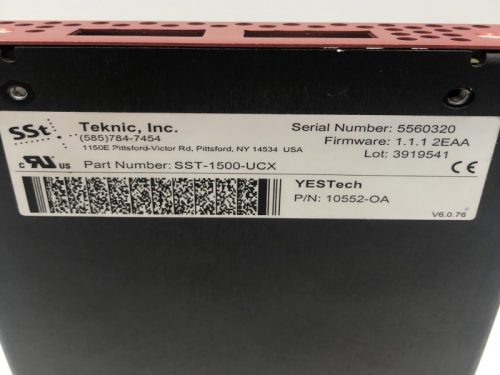 SSt
Teknic, Inc.
(585)784-7454
1150E Pittsford-Victor Rd, Pittsford, NY 14534 USA
Serial Number: 5560320
Firmware: 1.1.1 2EAA
Lot: 3919541
c RU US
Part Number: SST-1500-UCX
CE
YESTech
P/N: 10552-OA
V6.0.76